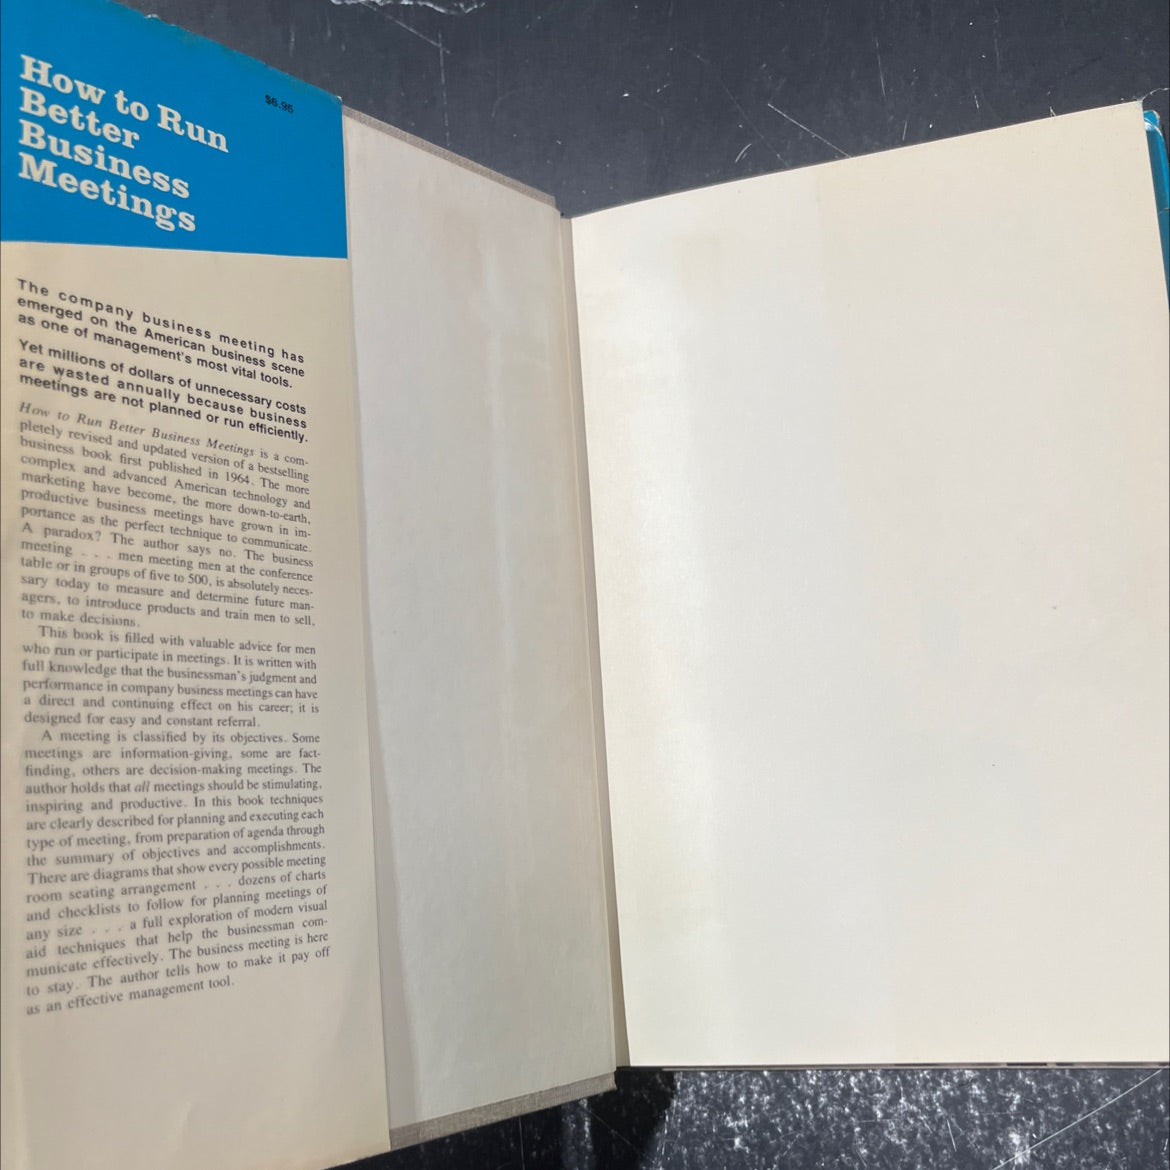 How to Run
Better
Business
Meetings
$6.95
The company business meeting has
emerged on the American business scene
as one of management's most vital tools.
Yet millions of dollars of unnecessary costs
are wasted annually because business
meetings are not planned or run efficiently.
How to Run Better Business Meetings is a com-
pletely revised and updated version of a bestselling
business book first published in 1964. The more
complex and advanced American technology and
marketing have become, the more down-to-earth,
productive business meetings have grown in im-
portance as the perfect technique to communicate.
A paradox? The author says no. The business
meeting . . . men meeting men at the conference
table or in groups of five to 500, is absolutely neces-
sary today to measure and determine future man-
agers, to introduce products and train men to sell,
to make decisions.
This book is filled with valuable advice for men
who run or participate in meetings. It is written with
full knowledge that the businessman's judgment and
performance in company business meetings can have
a direct and continuing effect on his career; it is
designed for easy and constant referral.
A meeting is classified by its objectives. Some
meetings are information-giving, some are fact-
finding, others are decision-making meetings. The
author holds that all meetings should be stimulating,
inspiring and productive. In this book techniques
are clearly described for planning and executing each
type of meeting, from preparation of agenda through
the summary of objectives and accomplishments.
There are diagrams that show every possible meeting
room seating arrangement . . . dozens of charts
and checklists to follow for planning meetings of
any size . . . a full exploration of modern visual
aid techniques that help the businessman com-
municate effectively. The business meeting is here
to stay. The author tells how to make it pay off
as an effective management tool.